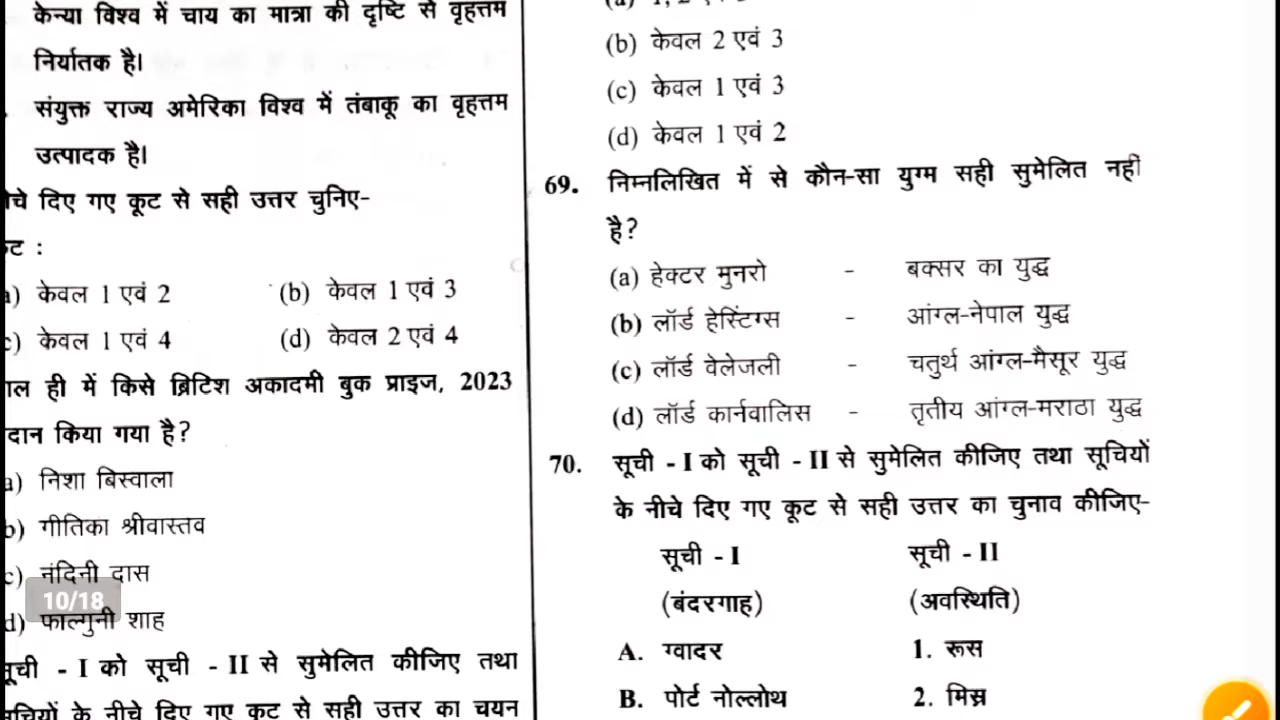 केन्या विश्व में चाय का मात्रा की दृष्टि से वृहत्तम
निर्यातक है।
संयुक्त राज्य अमेरिका विश्व में तंबाकू का वृहत्तम
उत्पादक है।
चे दिए गए कूट से सही उत्तर चुनिए-
ट :
) केवल 1 एवं 2 (b) केवल 1 एवं 3
) केवल 1 एवं 4 (d) केवल 2 एवं 4
ल ही में किसे ब्रिटिश अकादमी बुक प्राइज, 2023
दान किया गया है?
) निशा बिस्वाला
) गीतिका श्रीवास्तव
) नंदिनी दास
10/18
d) फाल्गुनी शाह
सूची - I को सूची - II से सुमेलित कीजिए तथा
के नीचे दिए गए कूट से सही उत्तर का चयन
(b) केवल 2 एवं 3
(c) केवल 1 एवं 3
(d) केवल 1 एवं 2
69. निम्नलिखित में से कौन-सा युग्म सही सुमेलित नहीं
है?
(a) हेक्टर मुनरो - बक्सर का युद्ध
(b) लॉर्ड हेस्टिंग्स - आंग्ल-नेपाल युद्ध
(c) लॉर्ड वेलेजली - चतुर्थ आंग्ल-मैसूर युद्ध
(d) लॉर्ड कार्नवालिस - तृतीय आंग्ल-मराठा युद्ध
70. सूची - I को सूची - II से सुमेलित कीजिए तथा सूचियों
के नीचे दिए गए कूट से सही उत्तर का चुनाव कीजिए-
सूची - I सूची - II
(बंदरगाह) (अवस्थिति)
A. ग्वादर 1. रूस
B. पोर्ट नोल्लोथ 2. मिस्र